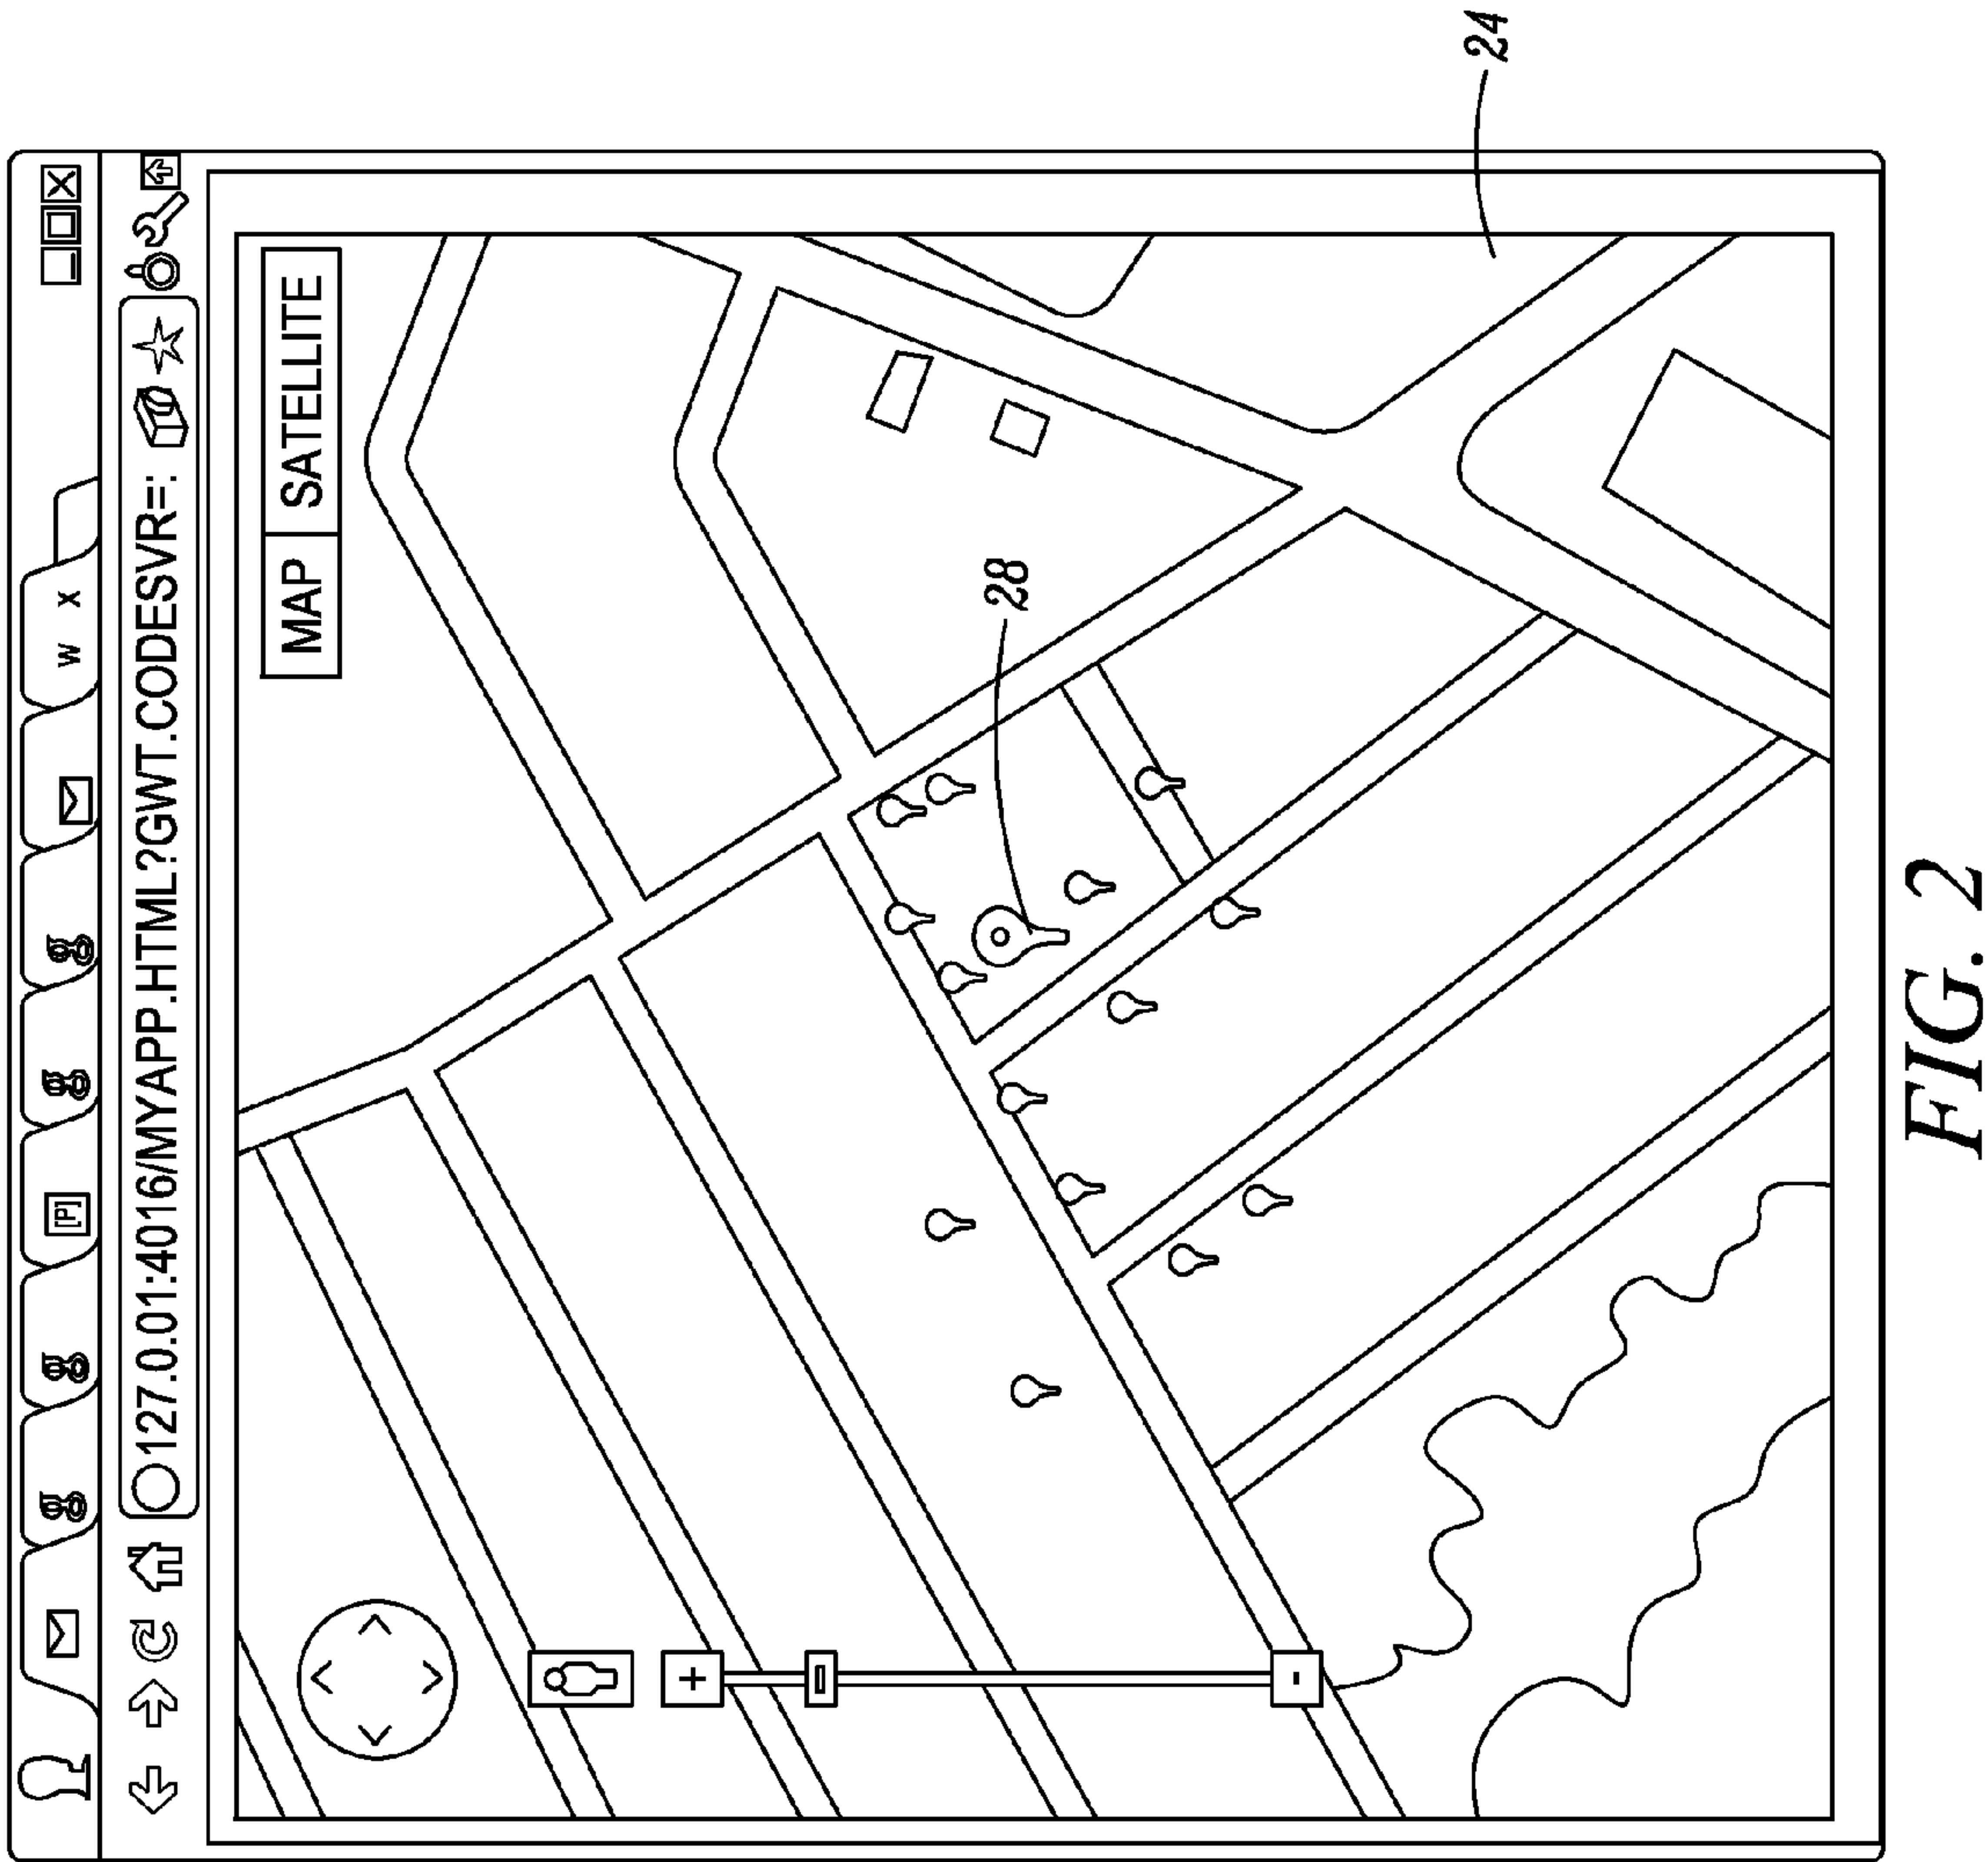 W X
127.0.01:4016/MYAPP.HTML?GWT.CODESVR=:
[P]
MAP SATELLITE
+
-
28
24
FIG. 2